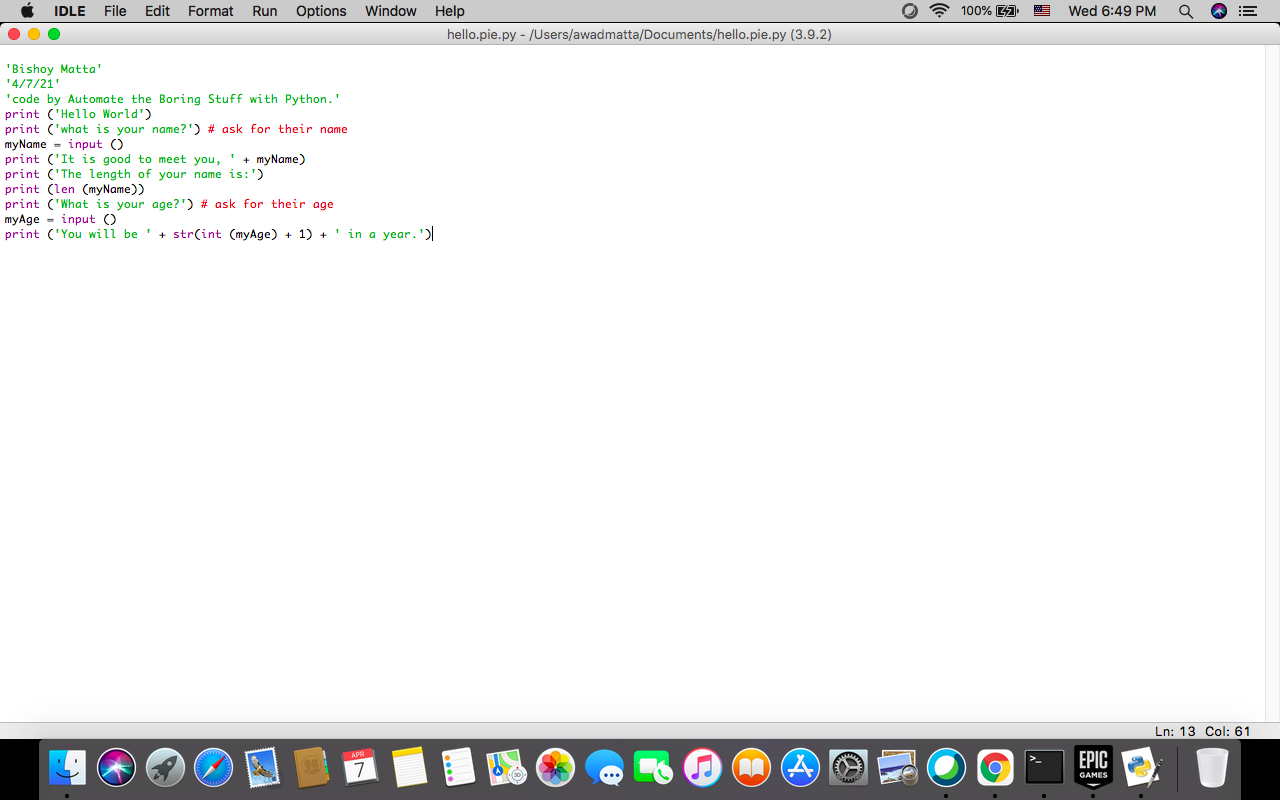 IDLE File Edit Format Run Options Window Help 100% Wed 6:49 PM
hello.pie.py - /Users/awadmatta/Documents/hello.pie.py (3.9.2)
'Bishoy Matta'
'4/7/21'
'code by Automate the Boring Stuff with Python.'
print ('Hello World')
print ('what is your name?') # ask for their name
myName = input ()
print ('It is good to meet you, ' + myName)
print ('The length of your name is:')
print (len (myName))
print ('What is your age?') # ask for their age
myAge = input ()
print ('You will be ' + str(int (myAge) + 1) + ' in a year.')
Ln: 13 Col: 61
APR
7
3D
>_
EPIC
GAMES